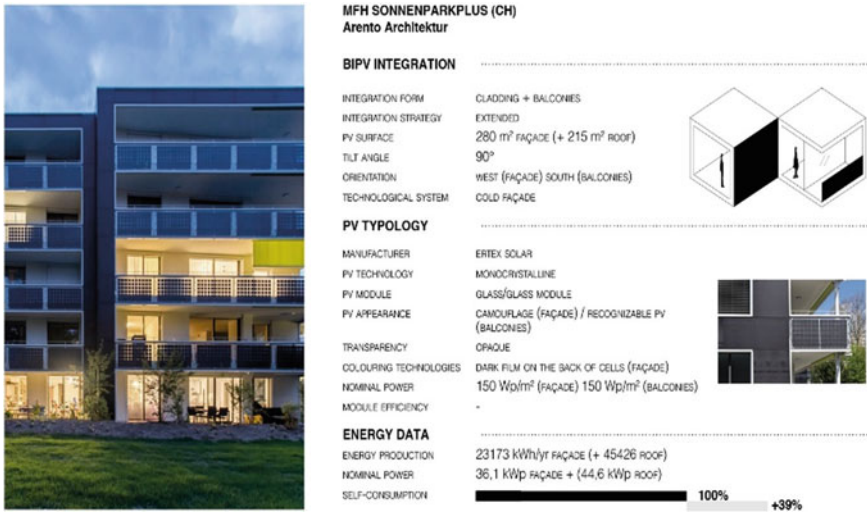 MFH SONNENPARKPLUS (CH)
Arento Architektur
BIPV INTEGRATION
INTEGRATION FORM CLADDING + BALCONIES
INTEGRATION STRATEGY EXTENDED
PV SURFACE 280 m² FAÇADE (+ 215 m² ROOF)
TILT ANGLE 90°
ORIENTATION WEST (FAÇADE) SOUTH (BALCONIES)
TECHNOLOGICAL SYSTEM COLD FAÇADE
PV TYPOLOGY
MANUFACTURER ERTEX SOLAR
PV TECHNOLOGY MONOCRYSTALLINE
PV MODULE GLASS/GLASS MODULE
PV APPEARANCE CAMOUFLAGE (FAÇADE) / RECOGNIZABLE PV
(BALCONIES)
TRANSPARENCY OPAQUE
COLOURING TECHNOLOGIES DARK FILM ON THE BACK OF CELLS (FAÇADE)
NOMINAL POWER 150 Wp/m² (FAÇADE) 150 Wp/m² (BALCONIES)
MODULE EFFICIENCY -
ENERGY DATA
ENERGY PRODUCTION 23173 kWh/yr FAÇADE (+ 45426 ROOF)
NOMINAL POWER 36,1 kWp FAÇADE + (44,6 kWp ROOF)
SELF-CONSUMPTION 100%
+39%